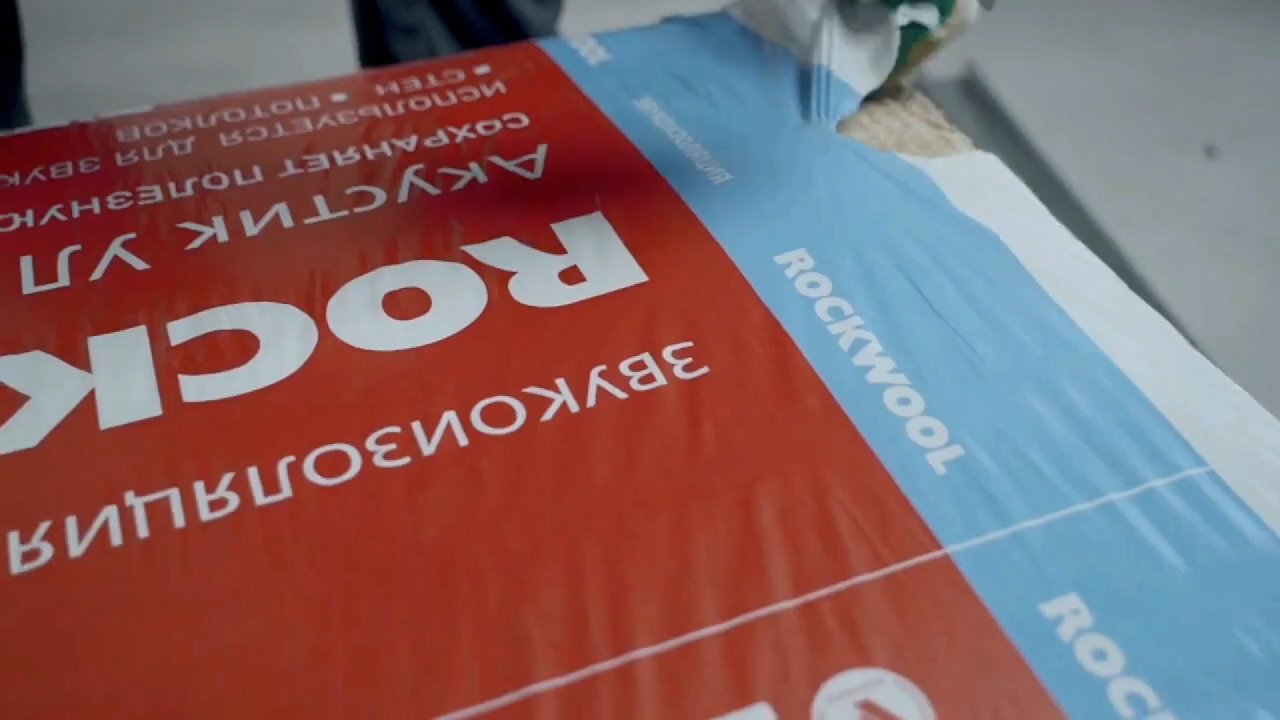 ЗВУКОИЗОЛЯЦИЯ
ROCK
АКУСТИК УЛ
СОХРАНЯЕТ ПОЛЕЗНУЮ
ИСПОЛЬЗУЕТСЯ ДЛЯ ЗВУК
• СТЕН • ПОТОЛКОВ
ROCKWOOL
ROCK